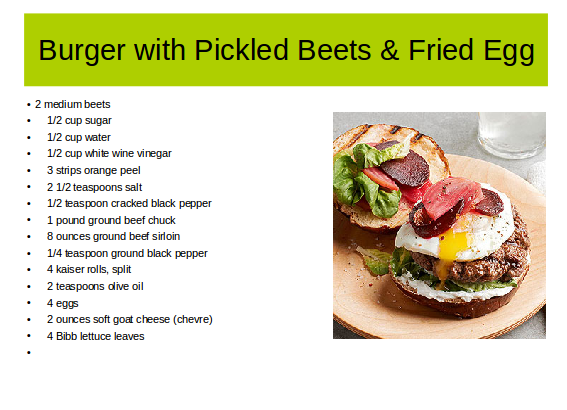 Burger with Pickled Beets & Fried Egg
• 2 medium beets
• 1/2 cup sugar
• 1/2 cup water
• 1/2 cup white wine vinegar
• 3 strips orange peel
• 2 1/2 teaspoons salt
• 1/2 teaspoon cracked black pepper
• 1 pound ground beef chuck
• 8 ounces ground beef sirloin
• 1/4 teaspoon ground black pepper
• 4 kaiser rolls, split
• 2 teaspoons olive oil
• 4 eggs
• 2 ounces soft goat cheese (chevre)
• 4 Bibb lettuce leaves
•